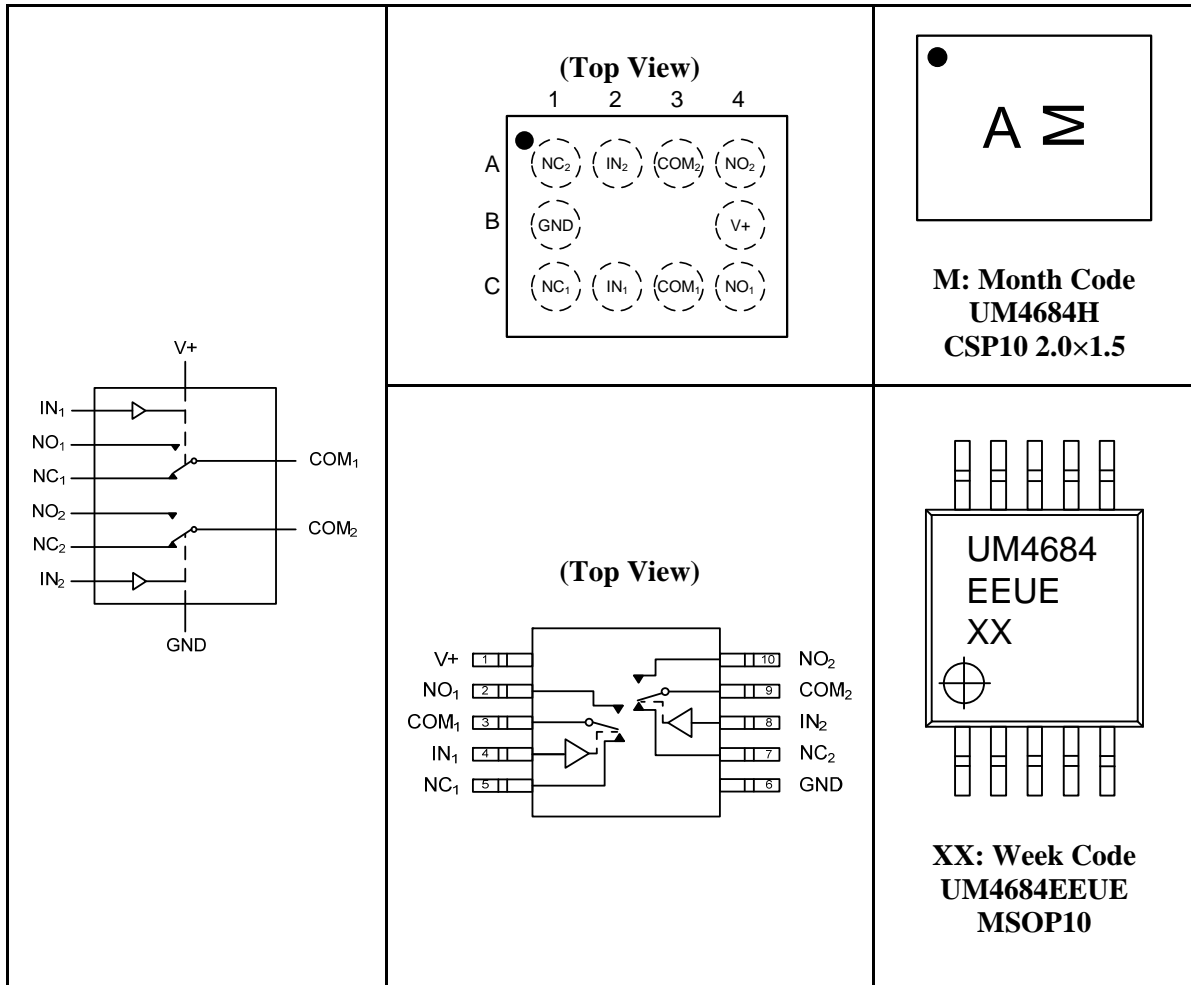 V+
IN₁
NO₁
NC₁
NO₂
NC₂
IN₂
COM₁
COM₂
GND
(Top View)
1 2 3 4
A NC₂ IN₂ COM₂ NO₂
B GND V+
C NC₁ IN₁ COM₁ NO₁
A M
M: Month Code
UM4684H
CSP10 2.0×1.5
(Top View)
V+ 1 10 NO₂
NO₁ 2 9 COM₂
COM₁ 3 8 IN₂
IN₁ 4 7 NC₂
NC₁ 5 6 GND
UM4684
EEUE
XX
XX: Week Code
UM4684EEUE
MSOP10